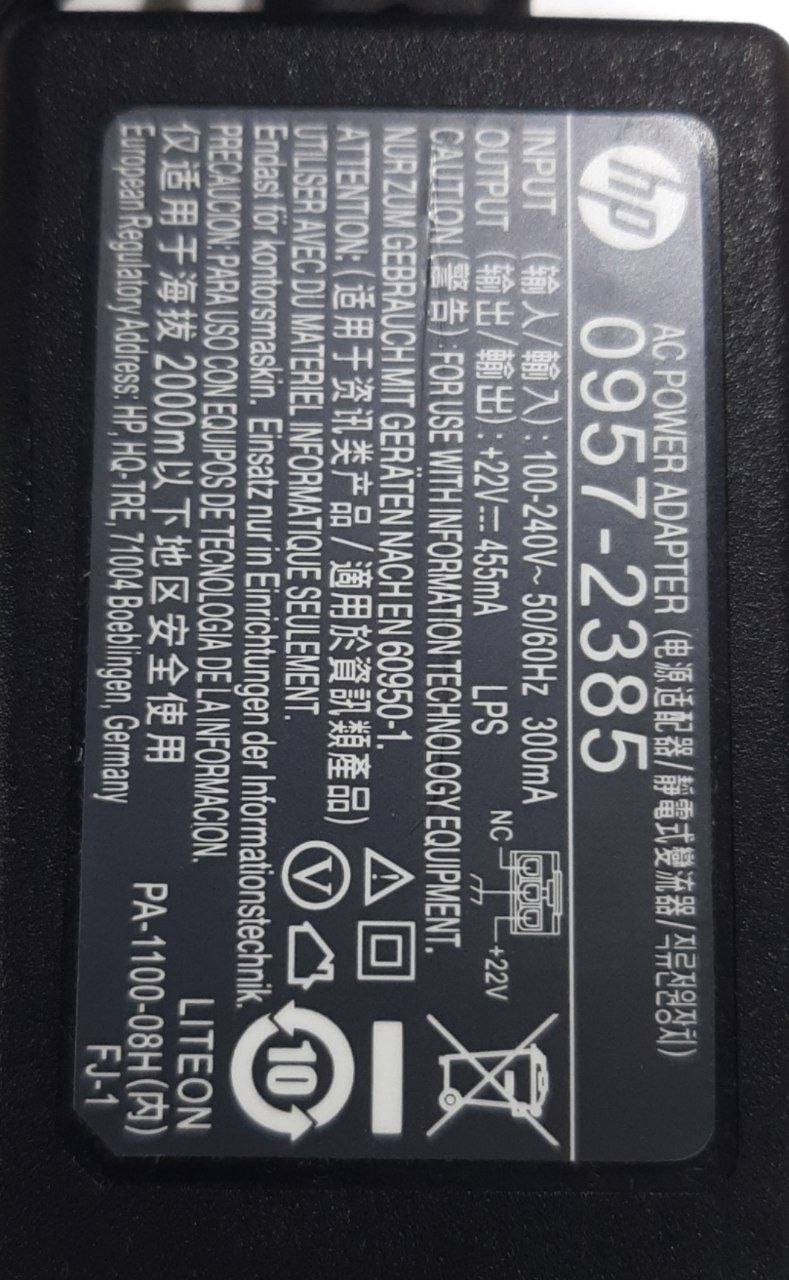 hp
AC POWER ADAPTER (电源适配器/靜電式變流器/직류전원장치)
0957-2385
INPUT (输入/輸入): 100-240V~ 50/60Hz 300mA
OUTPUT (输出/輸出): +22V⎓ 455mA LPS
NC
+22V
CAUTION (警告): FOR USE WITH INFORMATION TECHNOLOGY EQUIPMENT.
NUR ZUM GEBRAUCH MIT GERÄTEN NACH EN 60950-1.
ATTENTION: (适用于资讯类产品 / 適用於資訊類產品)
UTILISER AVEC DU MATERIEL INFORMATIQUE SEULEMENT.
Endast för kontorsmaskin. Einsatz nur in Einrichtungen der Informationstechnik.
PRECAUCION: PARA USO CON EQUIPOS DE TECNOLOGIA DE LA INFORMACION.
仅适用于海拔 2000m以下地区安全使用
European Regulatory Address: HP, HQ-TRE, 71004 Boeblingen, Germany
V
10
LITEON
PA-1100-08H (内)
FJ-1